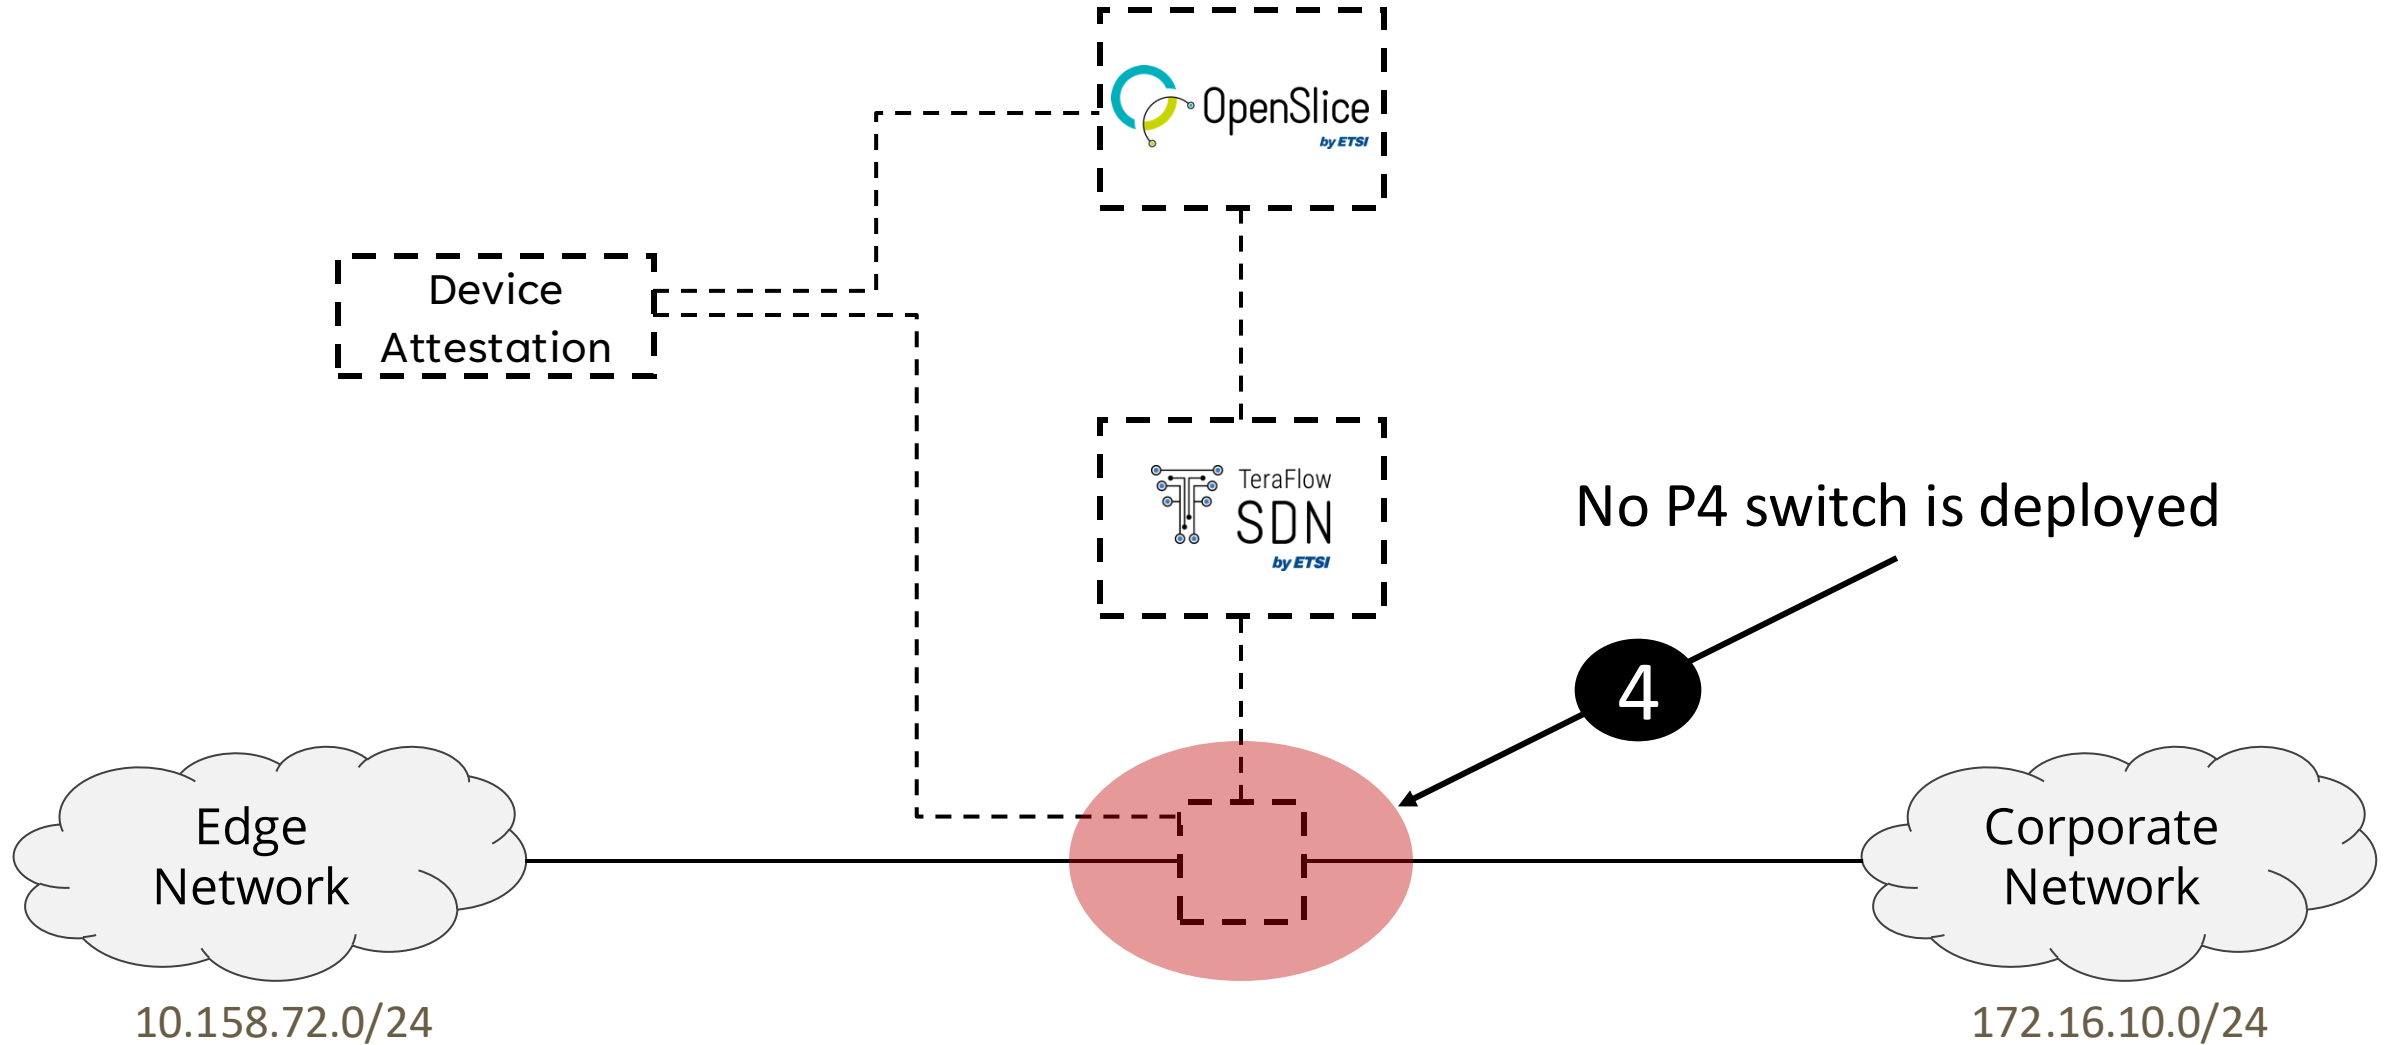 OpenSlice
by ETSI
Device
Attestation
TeraFlow
SDN
by ETSI
No P4 switch is deployed
4
Edge
Network
Corporate
Network
10.158.72.0/24
172.16.10.0/24